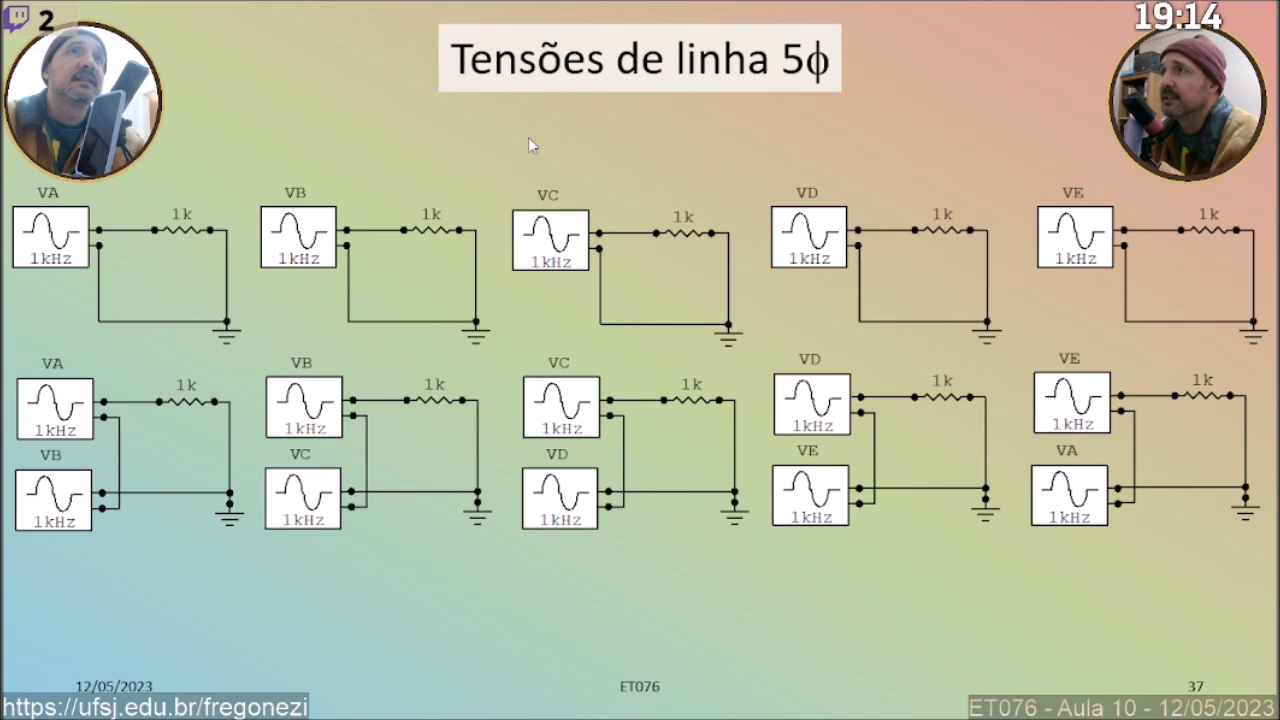 2
19:14
Tensões de linha 5ϕ
VA
1k
1kHz
VB
1k
1kHz
VC
1k
1kHz
VD
1k
1kHz
VE
1k
1kHz
VA
1k
1kHz
VB
1kHz
VB
1k
1kHz
VC
1kHz
VC
1k
1kHz
VD
1kHz
VD
1k
1kHz
VE
1kHz
VE
1k
1kHz
VA
1kHz
12/05/2023
ET076
37
https://ufsj.edu.br/fregonezi
ET076 - Aula 10 - 12/05/2023